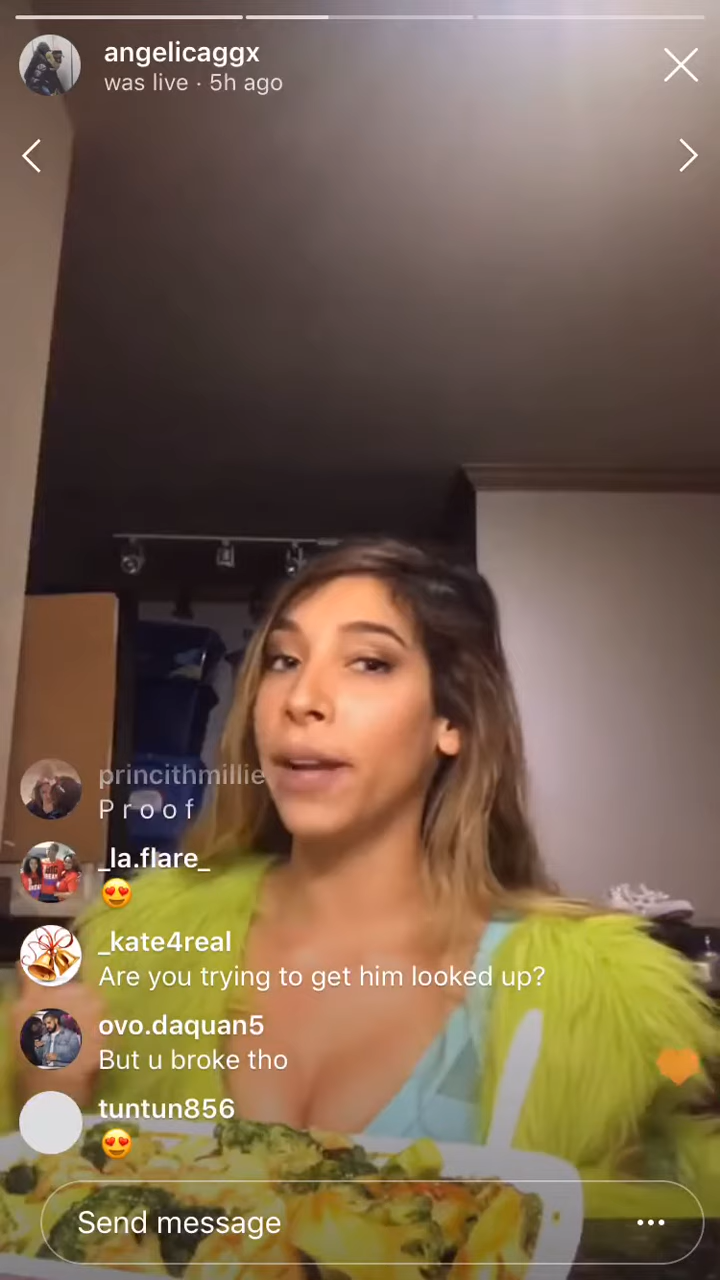 angelicaggx
was live · 5h ago
princithmillie
P r o o f
_la.flare_
😍
_kate4real
Are you trying to get him looked up?
ovo.daquan5
But u broke tho
tuntun856
😍
Send message